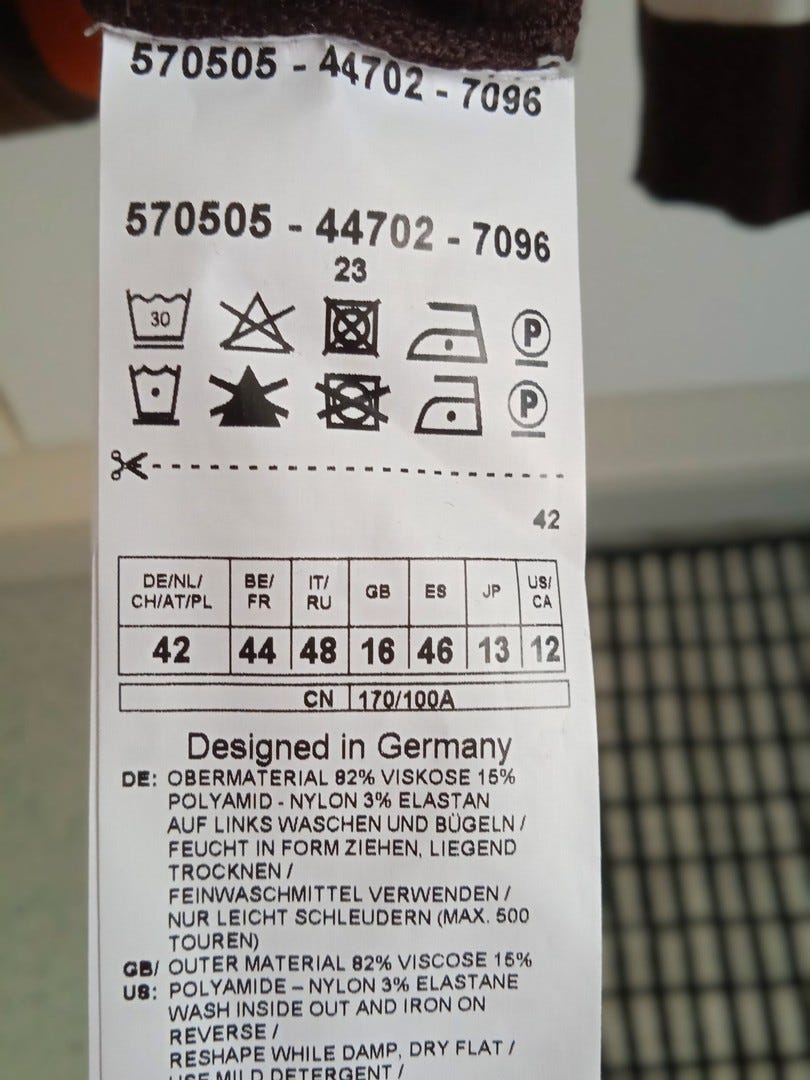 570505 - 44702 - 7096
570505 - 44702 - 7096
23
30 P
P
42
DE/NL/ CH/AT/PL BE/ FR IT/ RU GB ES JP US/ CA
42 44 48 16 46 13 12
CN 170/100A
Designed in Germany
DE: OBERMATERIAL 82% VISKOSE 15%
POLYAMID - NYLON 3% ELASTAN
AUF LINKS WASCHEN UND BÜGELN /
FEUCHT IN FORM ZIEHEN, LIEGEND
TROCKNEN /
FEINWASCHMITTEL VERWENDEN /
NUR LEICHT SCHLEUDERN (MAX. 500
TOUREN)
GB/ OUTER MATERIAL 82% VISCOSE 15%
US: POLYAMIDE – NYLON 3% ELASTANE
WASH INSIDE OUT AND IRON ON
REVERSE /
RESHAPE WHILE DAMP, DRY FLAT /
USE MILD DETERGENT /